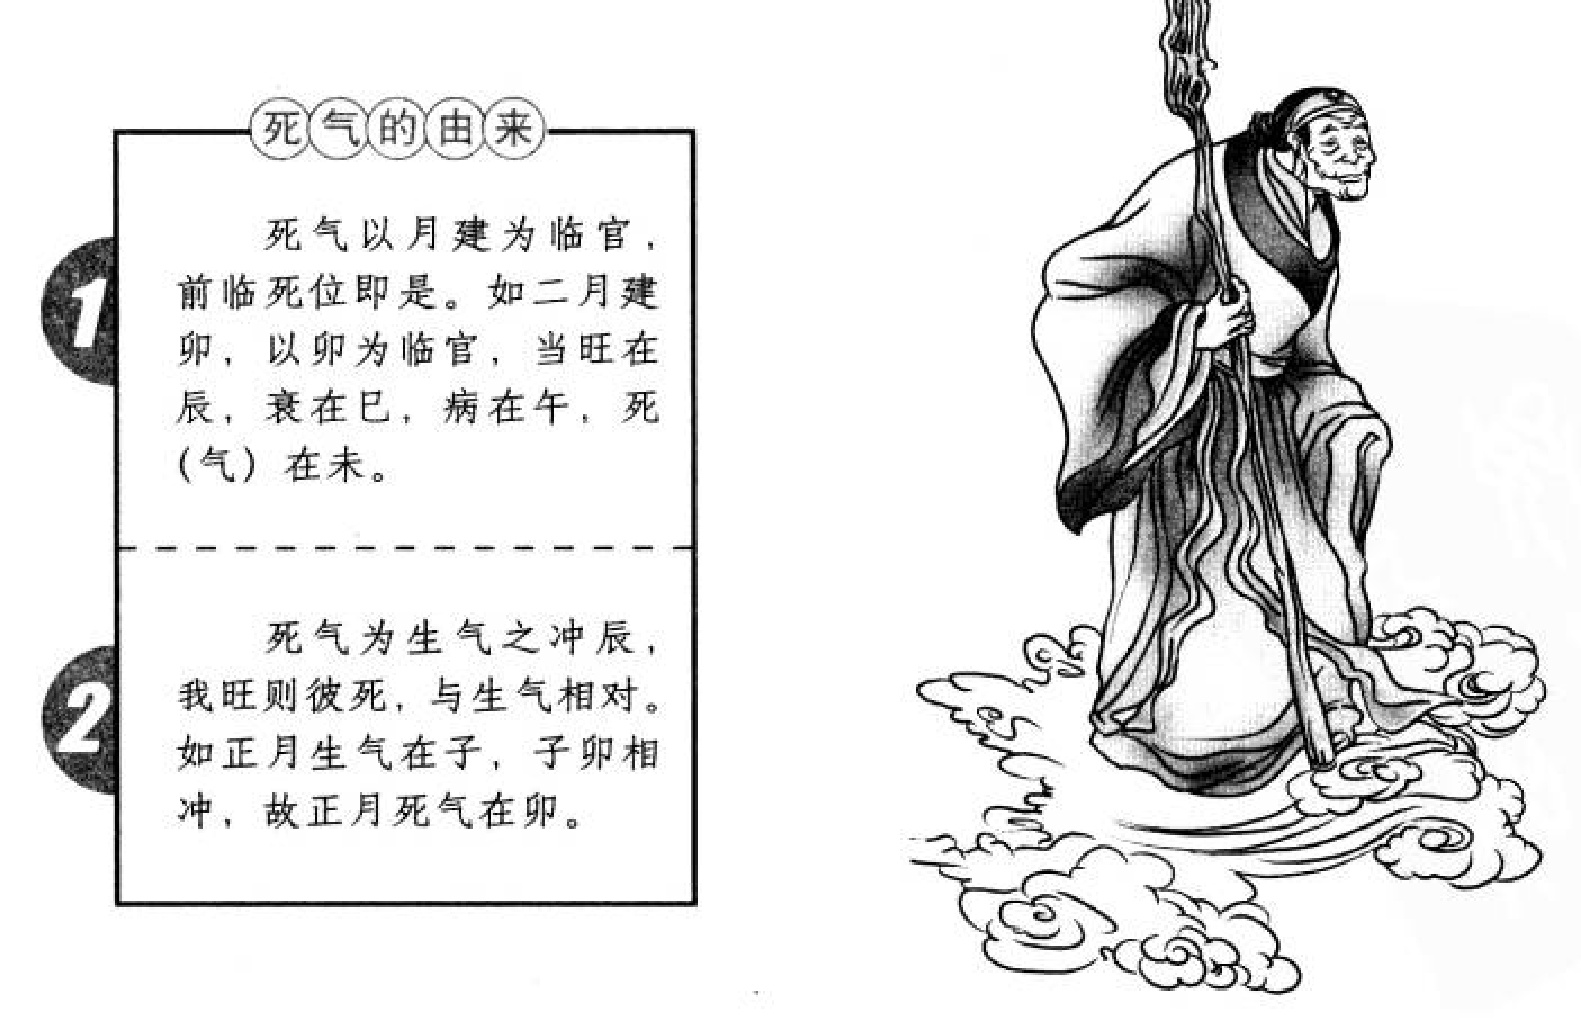 死气的由来
1
死气以月建为临官，
前临死位即是。如二月建
卯，以卯为临官，当旺在
辰，衰在巳，病在午，死
（气）在未。
2
死气为生气之冲辰，
我旺则彼死，与生气相对。
如正月生气在子，子卯相
冲，故正月死气在卯。